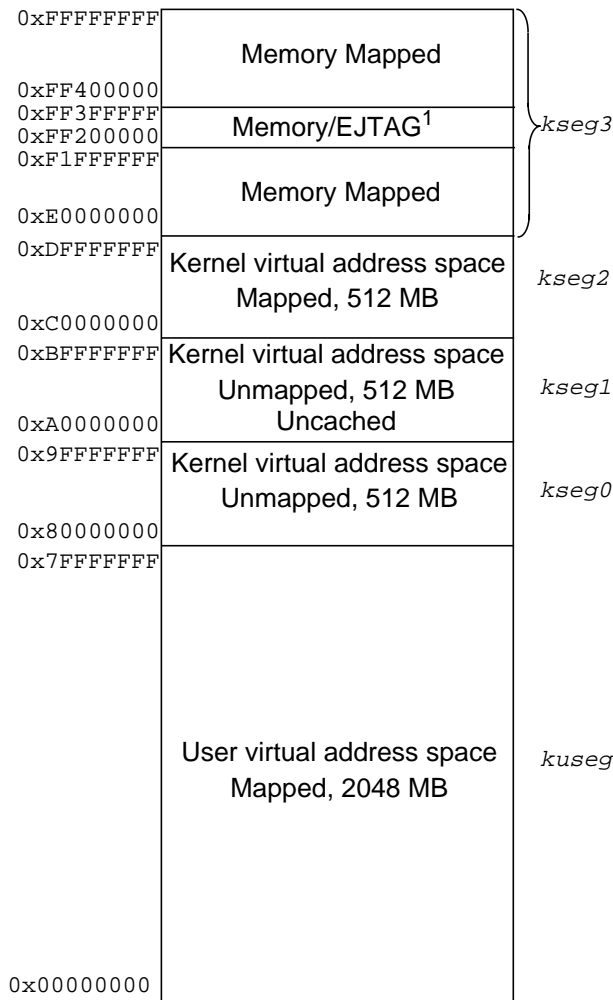 0xFFFFFFFF
Memory Mapped
0xFF400000
0xFF3FFFFF
Memory/EJTAG¹
kseg3
0xFF200000
0xF1FFFFFF
Memory Mapped
0xE0000000
0xDFFFFFFF
Kernel virtual address space
Mapped, 512 MB
kseg2
0xC0000000
0xBFFFFFFF
Kernel virtual address space
Unmapped, 512 MB
Uncached
kseg1
0xA0000000
0x9FFFFFFF
Kernel virtual address space
Unmapped, 512 MB
kseg0
0x80000000
0x7FFFFFFF
User virtual address space
Mapped, 2048 MB
kuseg
0x00000000